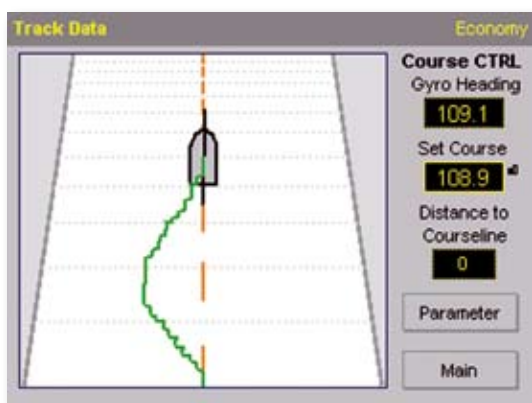 Track Data
Economy
Course CTRL
Gyro Heading
109.1
Set Course
108.9
Distance to
Courseline
0
Parameter
Main